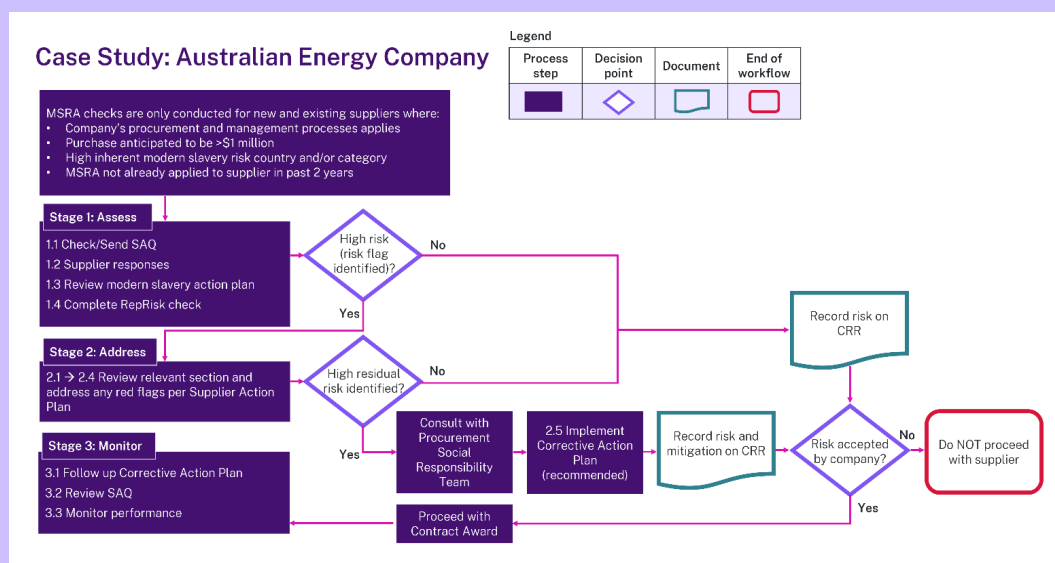 Case Study: Australian Energy Company
Legend
Process
step
Decision
point
Document
End of
workflow
MSRA checks are only conducted for new and existing suppliers where:
• Company's procurement and management processes applies
• Purchase anticipated to be >$1 million
• High inherent modern slavery risk country and/or category
• MSRA not already applied to supplier in past 2 years
Stage 1: Assess
1.1 Check/Send SAQ
1.2 Supplier responses
1.3 Review modern slavery action plan
1.4 Complete RepRisk check
High risk
(risk flag
identified)?
No
Yes
Record risk on
CRR
Stage 2: Address
2.1 → 2.4 Review relevant section and
address any red flags per Supplier Action
Plan
High residual
risk identified?
No
Yes
Consult with
Procurement
Social
Responsibility
Team
2.5 Implement
Corrective Action
Plan
(recommended)
Record risk and
mitigation on CRR
Risk accepted
by company?
No
Do NOT proceed
with supplier
Yes
Stage 3: Monitor
3.1 Follow up Corrective Action Plan
3.2 Review SAQ
3.3 Monitor performance
Proceed with
Contract Award